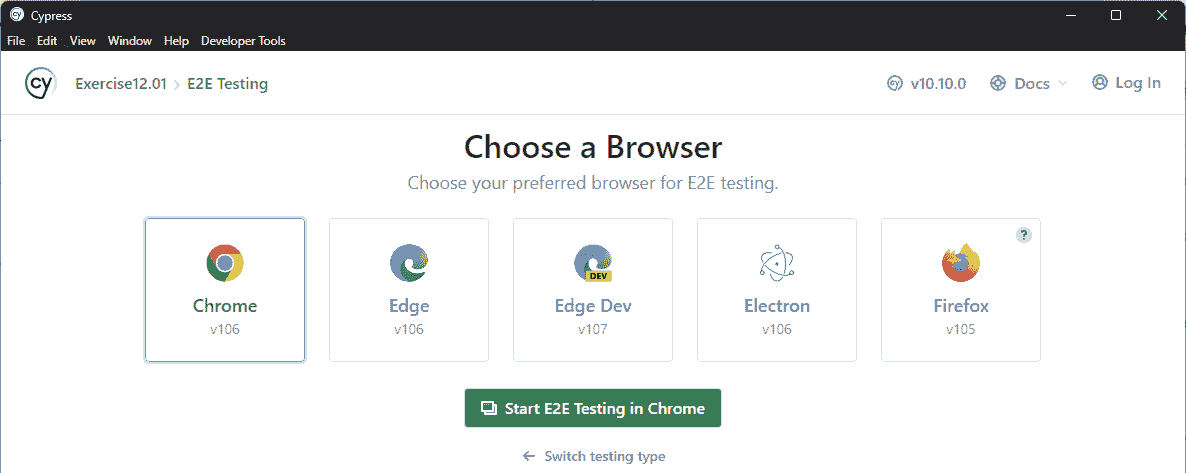 Cypress
File Edit View Window Help Developer Tools
cy Exercise12.01 > E2E Testing v10.10.0 Docs Log In
Choose a Browser
Choose your preferred browser for E2E testing.
?
DEV
Chrome Edge Edge Dev Electron Firefox
v106 v106 v107 v106 v105
Start E2E Testing in Chrome
← Switch testing type